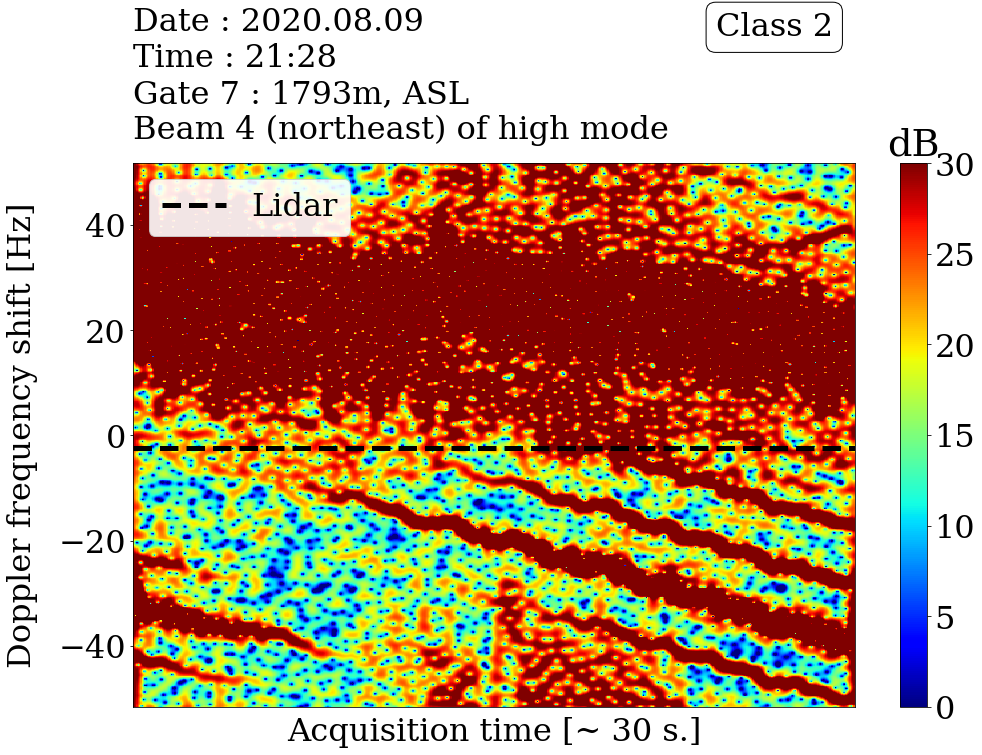 Date : 2020.08.09
Time : 21:28
Gate 7 : 1793m, ASL
Beam 4 (northeast) of high mode
Class 2
dB
Lidar
Doppler frequency shift [Hz]
40
20
0
−20
−40
30
25
20
15
10
5
0
Acquisition time [~ 30 s.]